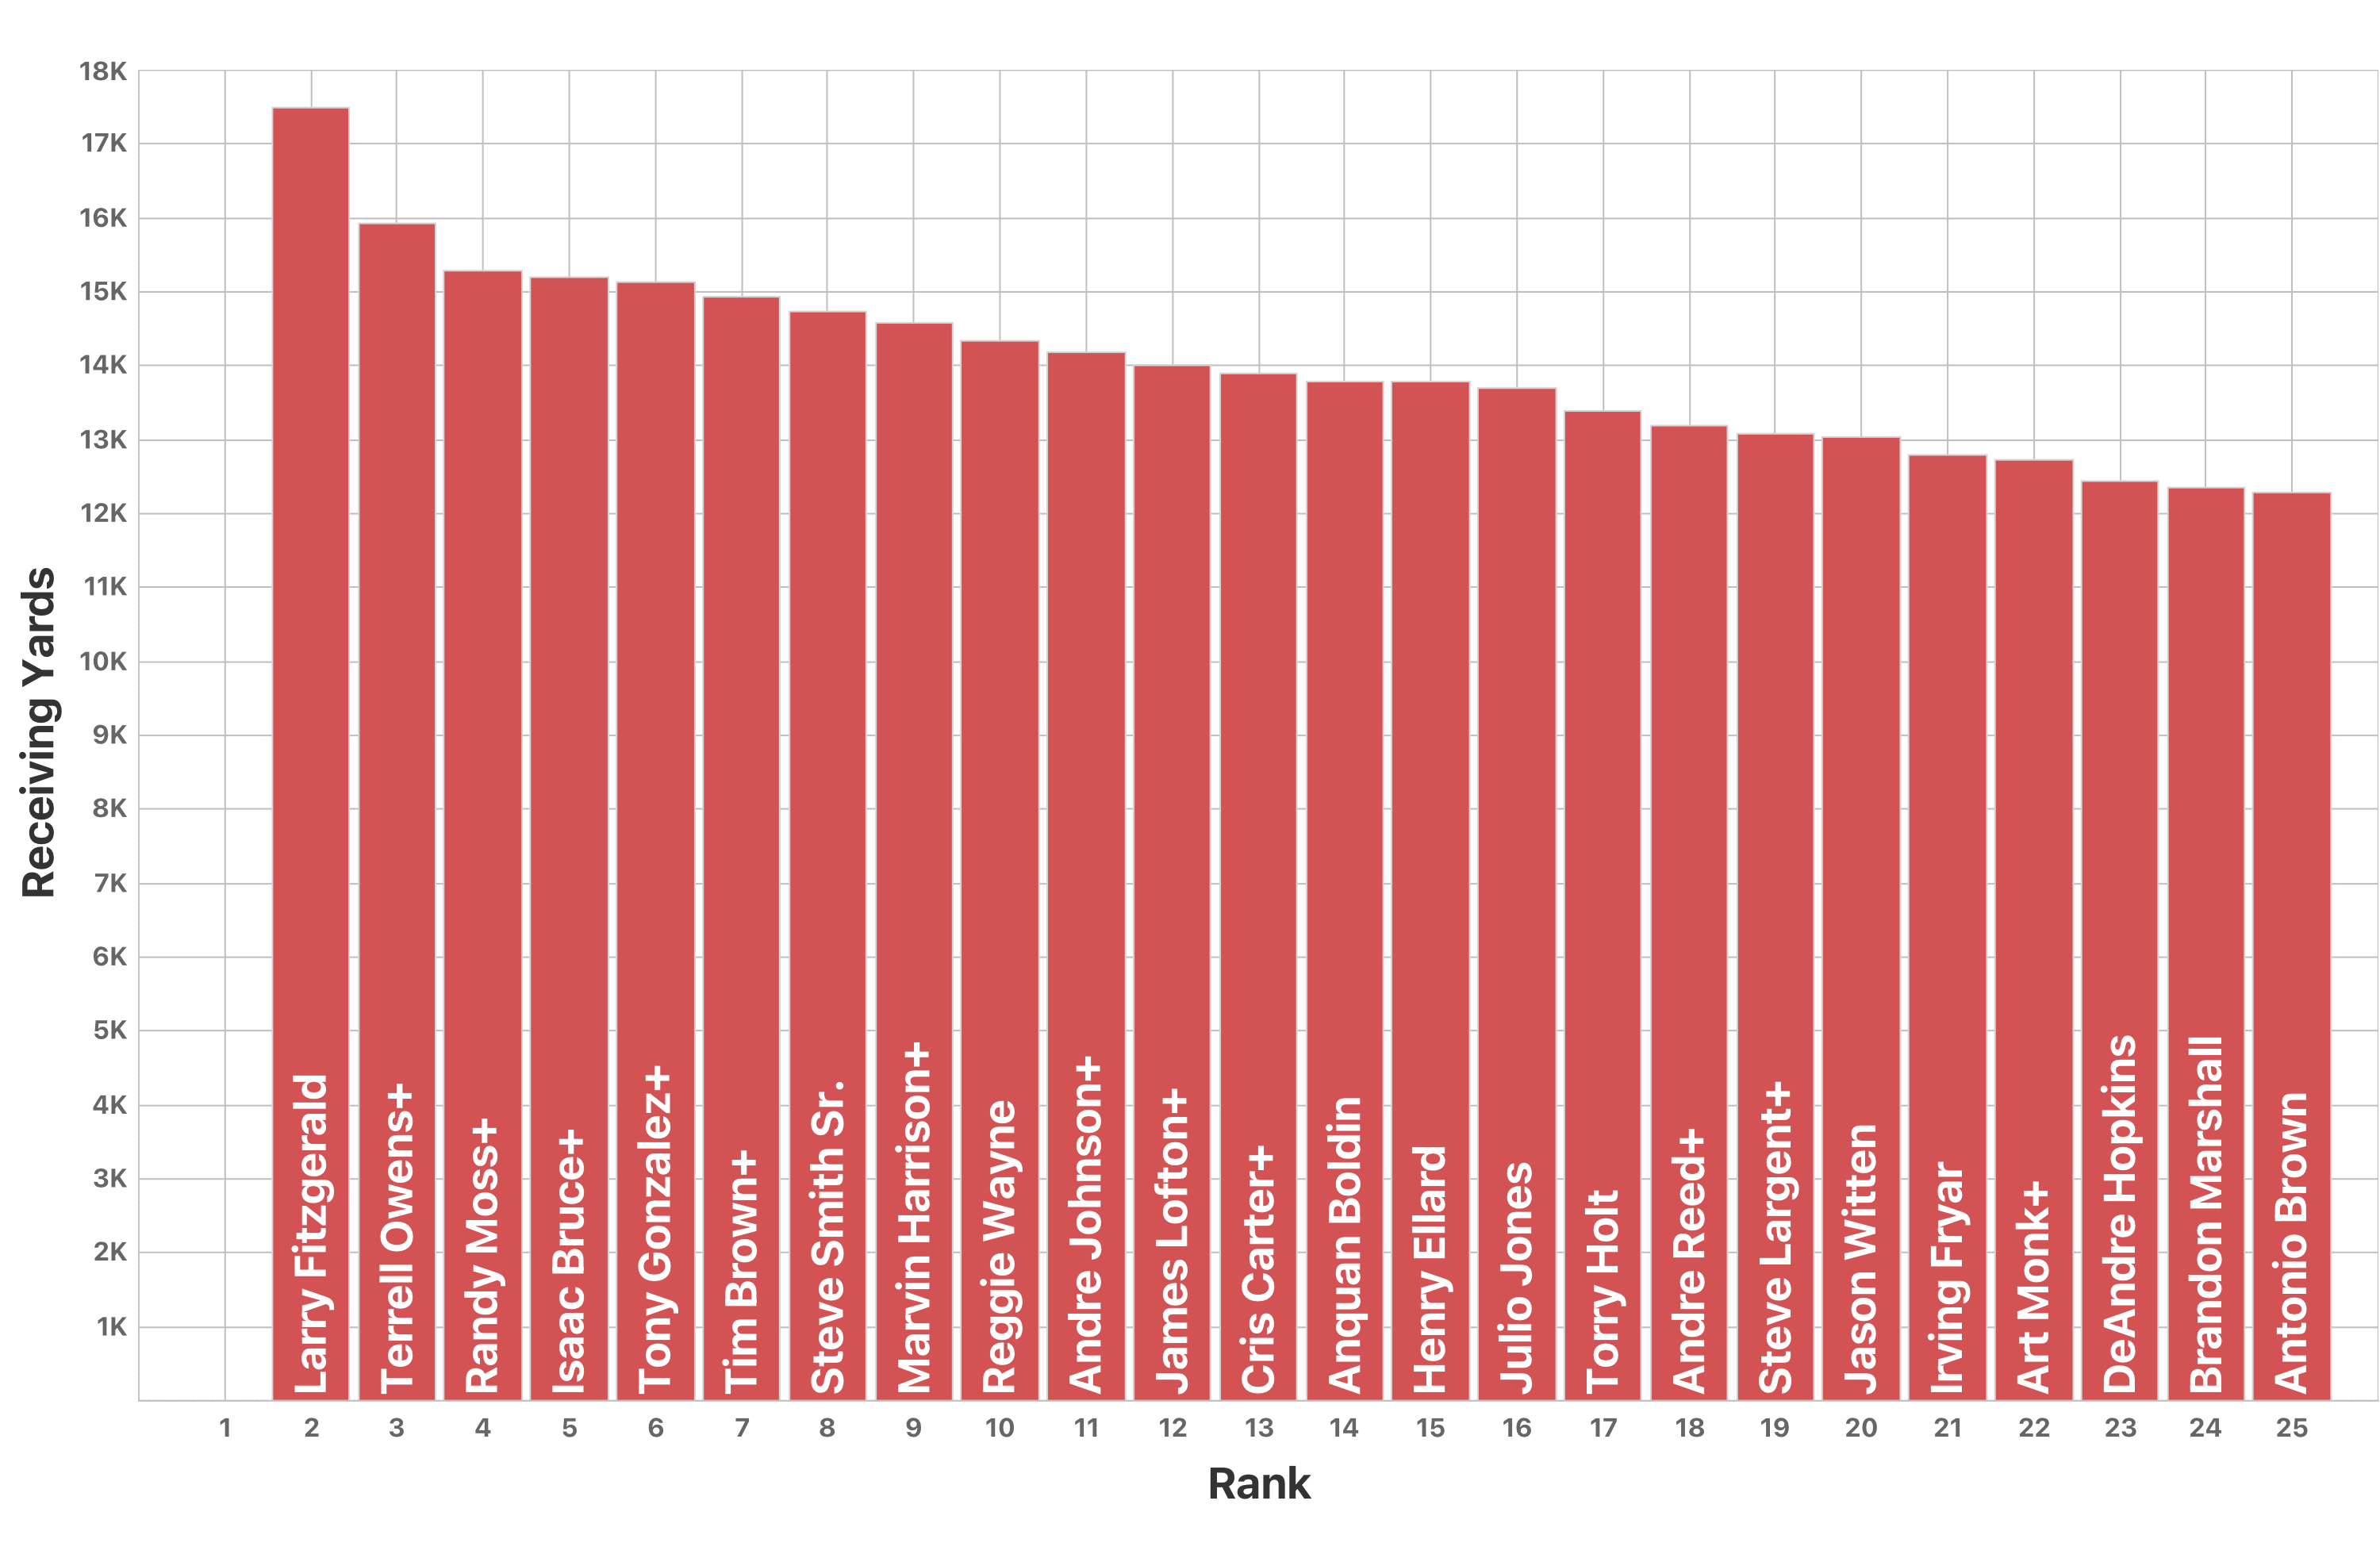 18K
17K
16K
15K
14K
13K
12K
11K
10K
9K
8K
7K
6K
5K
4K
3K
2K
1K
Receiving Yards
Larry Fitzgerald
Terrell Owens+
Randy Moss+
Isaac Bruce+
Tony Gonzalez+
Tim Brown+
Steve Smith Sr.
Marvin Harrison+
Reggie Wayne
Andre Johnson+
James Lofton+
Cris Carter+
Anquan Boldin
Henry Ellard
Julio Jones
Torry Holt
Andre Reed+
Steve Largent+
Jason Witten
Irving Fryar
Art Monk+
DeAndre Hopkins
Brandon Marshall
Antonio Brown
1 2 3 4 5 6 7 8 9 10 11 12 13 14 15 16 17 18 19 20 21 22 23 24 25
Rank